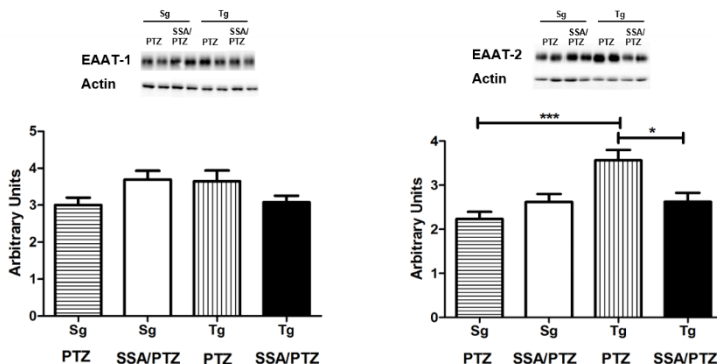 Sg Tg
PTZ SSA/PTZ PTZ SSA/PTZ
EAAT-1
Actin
Arbitrary Units
5
4
3
2
1
0
Sg Sg Tg Tg
PTZ SSA/PTZ PTZ SSA/PTZ
Sg Tg
PTZ SSA/PTZ PTZ SSA/PTZ
EAAT-2
Actin
***
*
Arbitrary Units
4
3
2
1
0
Sg Sg Tg Tg
PTZ SSA/PTZ PTZ SSA/PTZ